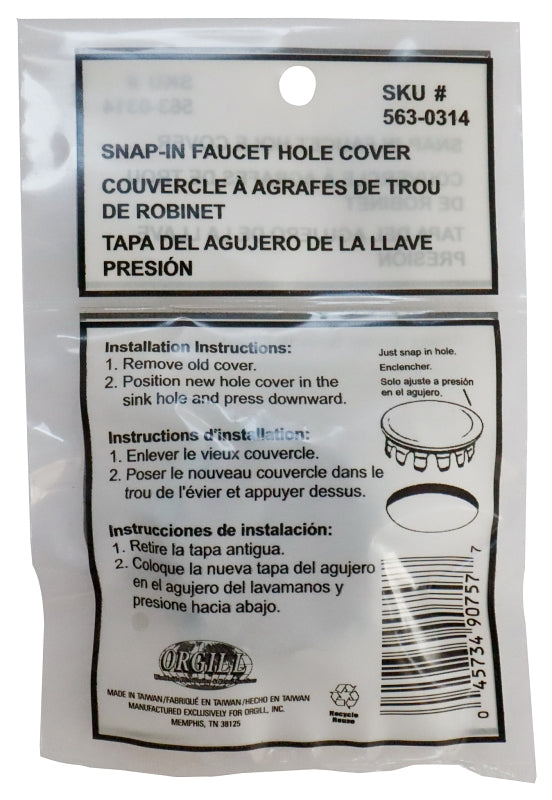 SKU #
563-0314
SNAP-IN FAUCET HOLE COVER
COUVERCLE À AGRAFES DE TROU
DE ROBINET
TAPA DEL AGUJERO DE LA LLAVE
PRESIÓN
Installation Instructions:
1. Remove old cover.
2. Position new hole cover in the
sink hole and press downward.
Just snap in hole.
Enclencher.
Solo ajuste a presión
en el agujero.
Instructions d'installation:
1. Enlever le vieux couvercle.
2. Poser le nouveau couvercle dans le
trou de l'évier et appuyer dessus.
Instrucciones de instalación:
1. Retire la tapa antigua.
2. Coloque la nueva tapa del agujero
en el agujero del lavamanos y
presione hacia abajo.
ORGILL
MADE IN TAIWAN/FABRIQUÉ EN TAIWAN/HECHO EN TAIWAN
MANUFACTURED EXCLUSIVELY FOR ORGILL, INC.
MEMPHIS, TN 38125
Recycle
Reuse
0 45734 90757 7